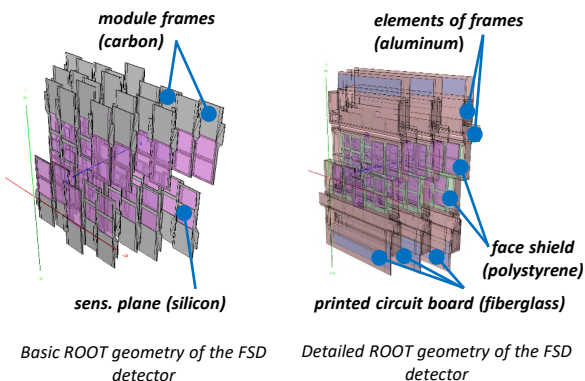 module frames
(carbon)
elements of frames
(aluminum)
face shield
(polystyrene)
sens. plane (silicon)
printed circuit board (fiberglass)
Basic ROOT geometry of the FSD
detector
Detailed ROOT geometry of the FSD
detector